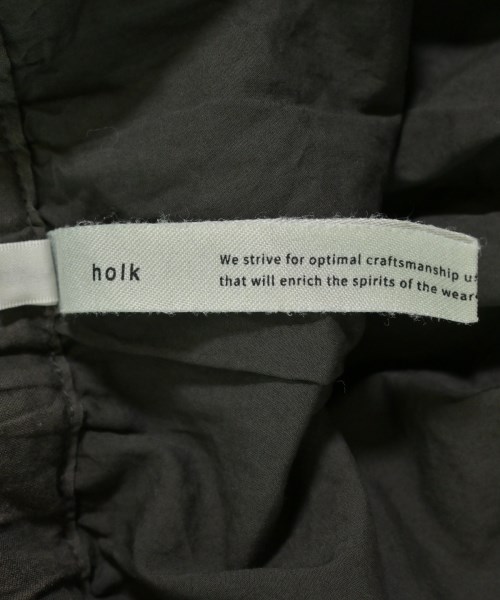 holk
We strive for optimal craftsmanship
that will enrich the spirits of the